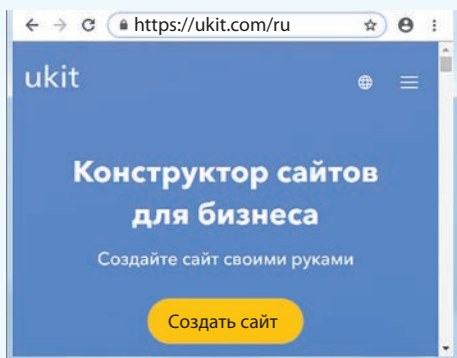 https://ukit.com/ru
ukit
Конструктор сайтов
для бизнеса
Создайте сайт своими руками
Создать сайт